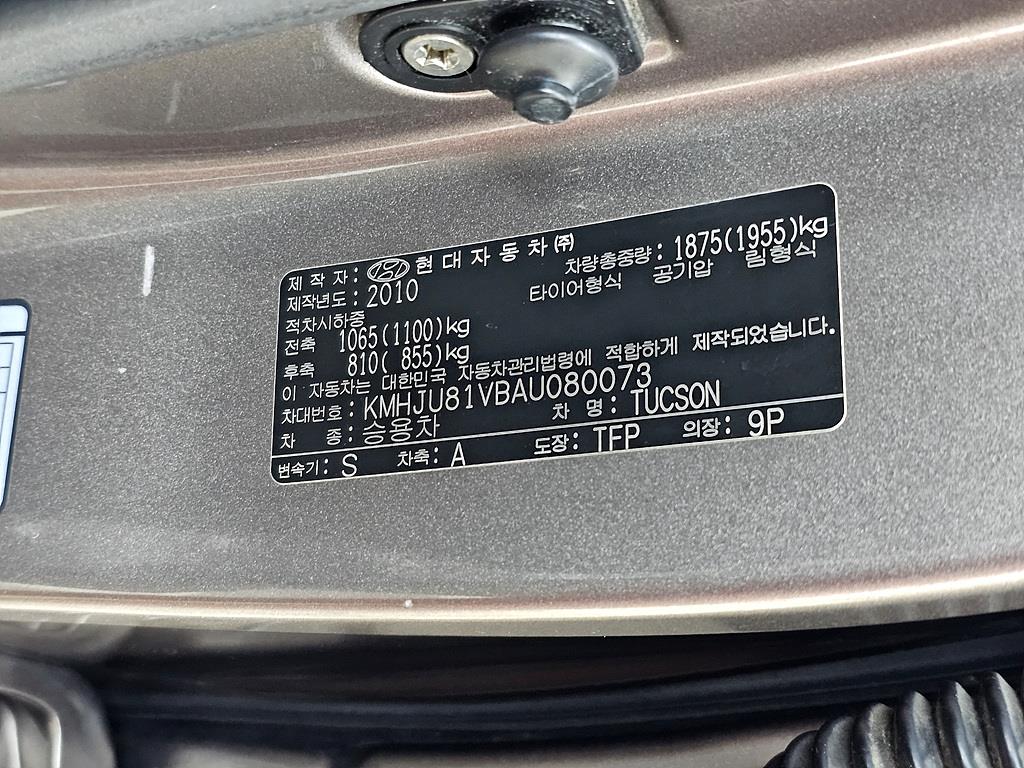 제 작 자 : 현 대 자 동 차 ㈜
제작년도 : 2010 차량총중량 : 1875(1955)kg
적차시하중 타이어형식 공기압 림형식
전축 1065(1100)kg
후축 810( 855)kg
이 자동차는 대한민국 자동차관리법령에 적합하게 제작되었습니다.
차대번호 : KMHJU81VBAU080073
차 종 : 승용차 차 명 : TUCSON
변속기 : S 차축 : A 도장 : TFP 의장 : 9P